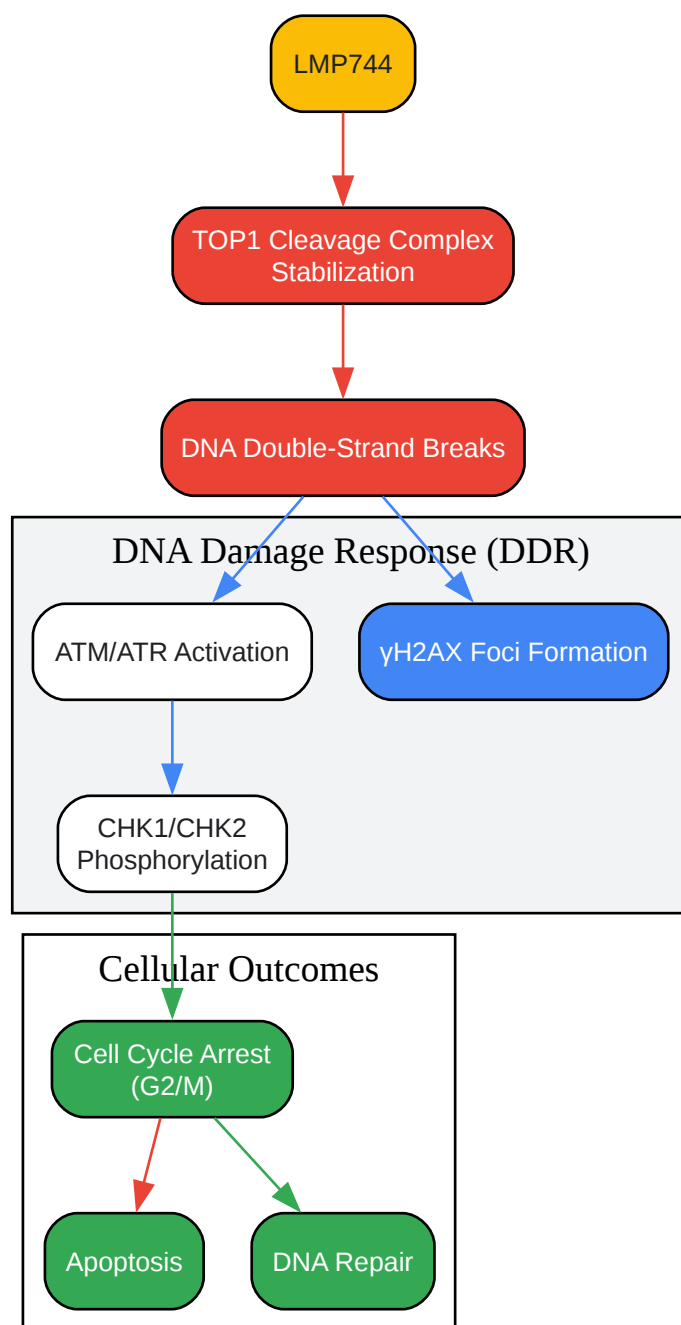 LMP744
TOP1 Cleavage Complex
Stabilization
DNA Double-Strand Breaks
DNA Damage Response (DDR)
ATM/ATR Activation
γH2AX Foci Formation
CHK1/CHK2
Phosphorylation
Cellular Outcomes
Cell Cycle Arrest
(G2/M)
Apoptosis
DNA Repair